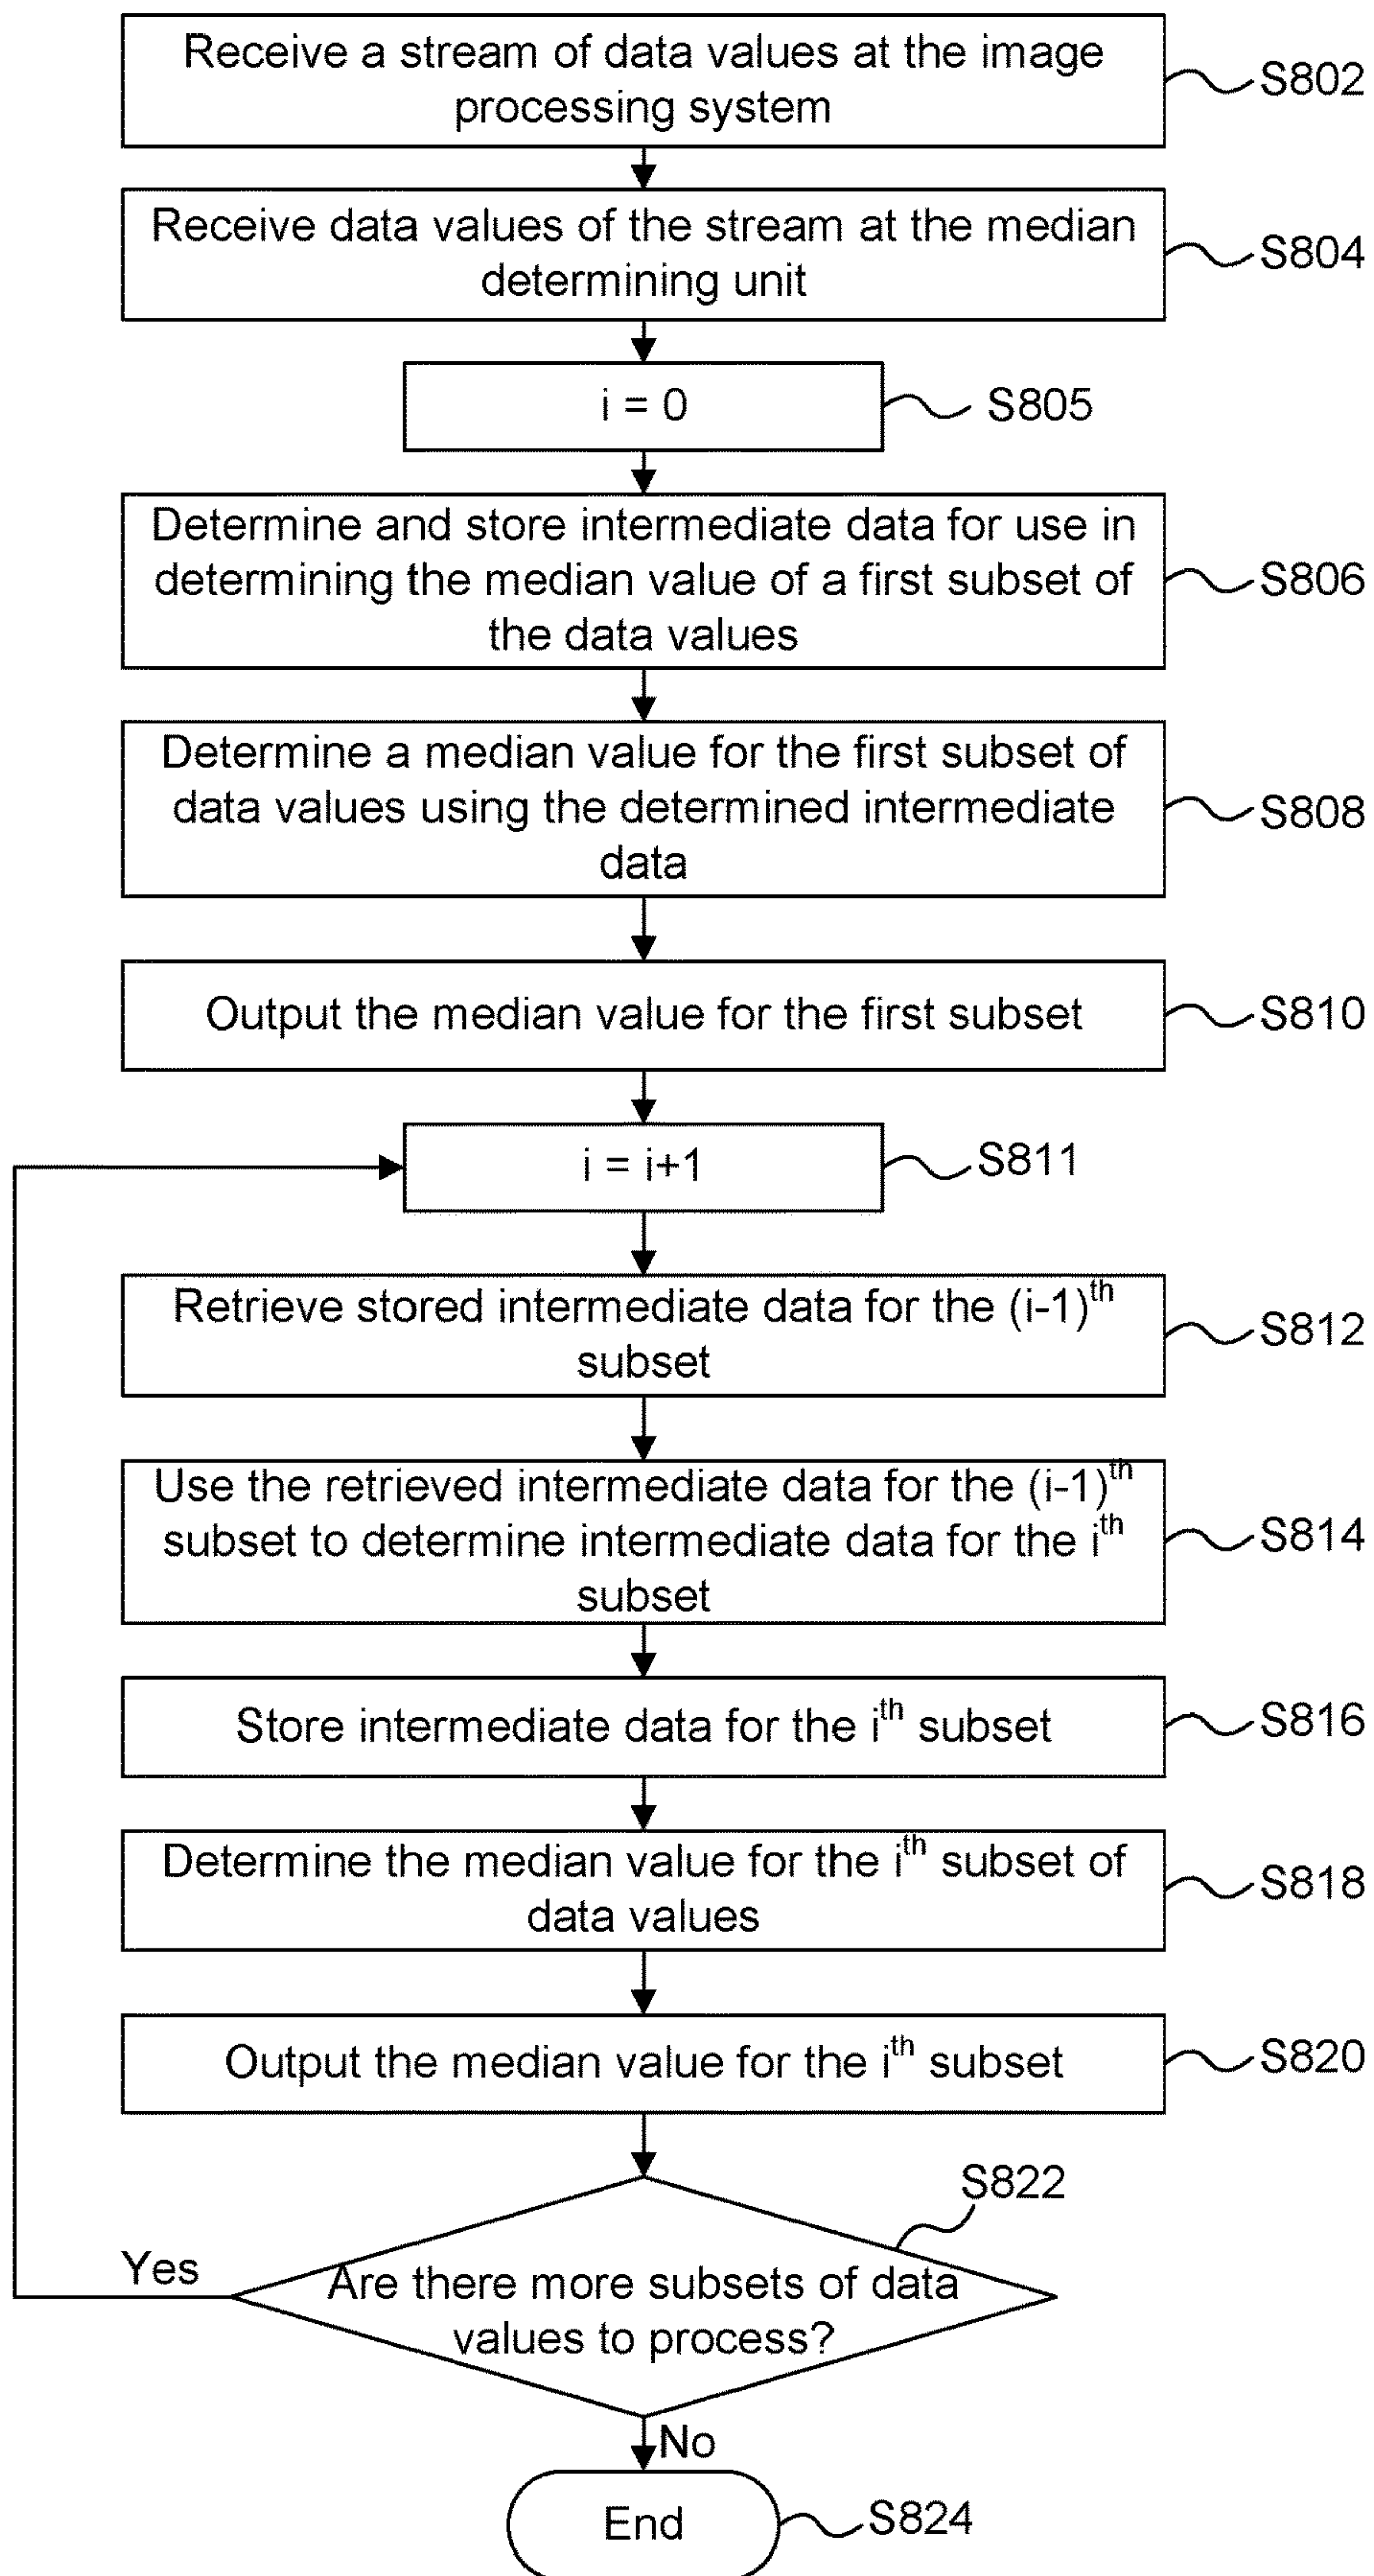 Receive a stream of data values at the image
processing system
S802
Receive data values of the stream at the median
determining unit
S804
i = 0
S805
Determine and store intermediate data for use in
determining the median value of a first subset of
the data values
S806
Determine a median value for the first subset of
data values using the determined intermediate
data
S808
Output the median value for the first subset
S810
i = i+1
S811
Retrieve stored intermediate data for the (i-1)th
subset
S812
Use the retrieved intermediate data for the (i-1)th
subset to determine intermediate data for the ith
subset
S814
Store intermediate data for the ith subset
S816
Determine the median value for the ith subset of
data values
S818
Output the median value for the ith subset
S820
S822
Yes
Are there more subsets of data
values to process?
No
End
S824